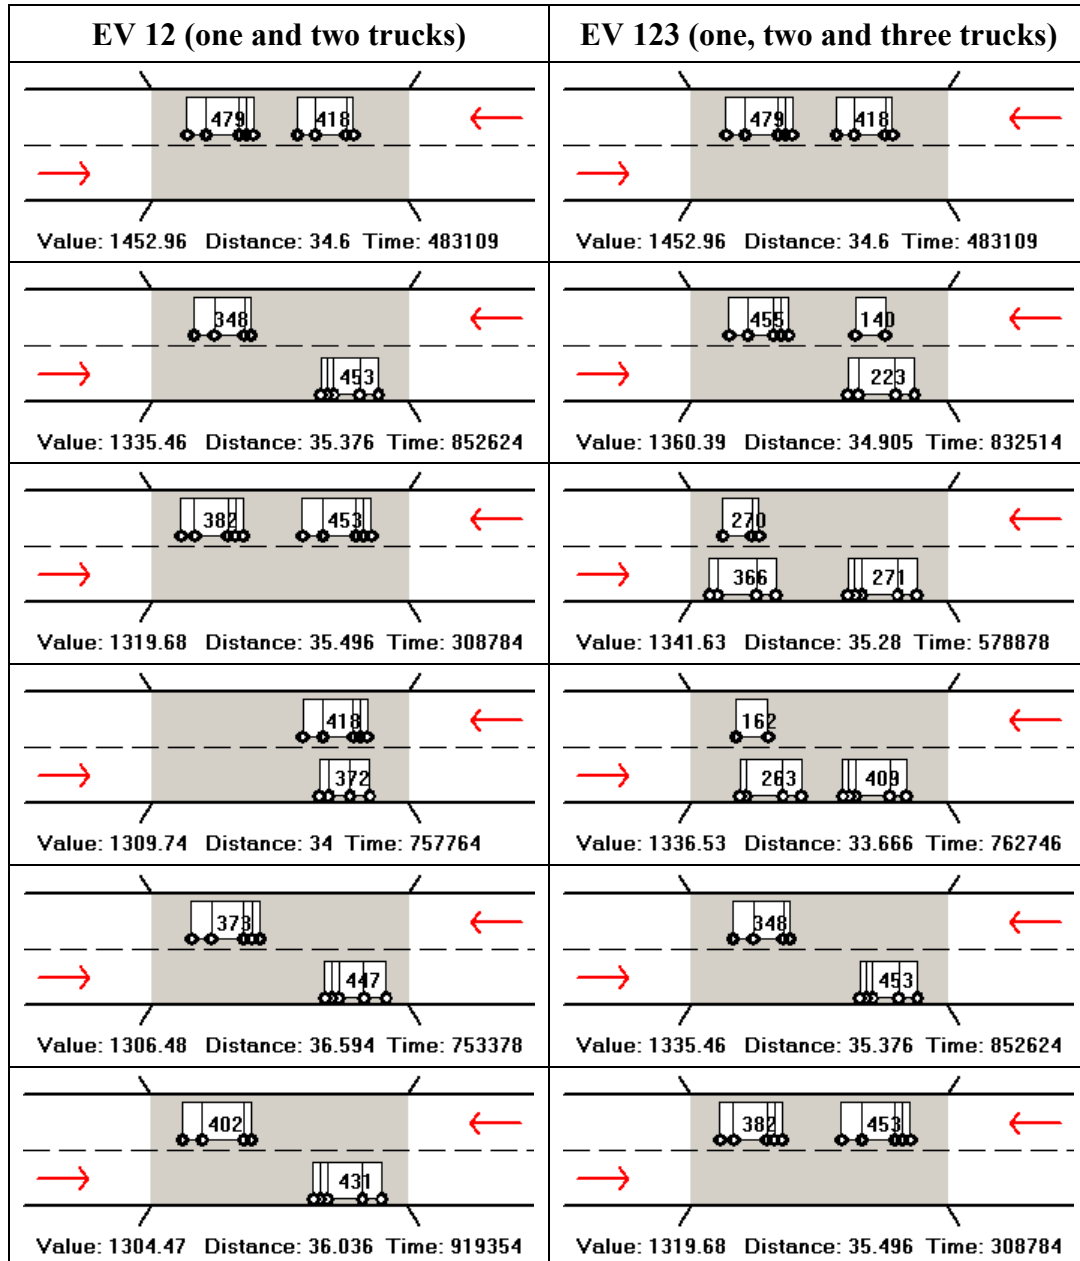 EV 12 (one and two trucks)
EV 123 (one, two and three trucks)
479 418
Value: 1452.96 Distance: 34.6 Time: 483109
479 418
Value: 1452.96 Distance: 34.6 Time: 483109
348
453
Value: 1335.46 Distance: 35.376 Time: 852624
455 140
223
Value: 1360.39 Distance: 34.905 Time: 832514
382 453
Value: 1319.68 Distance: 35.496 Time: 308784
270
366 271
Value: 1341.63 Distance: 35.28 Time: 578878
418
372
Value: 1309.74 Distance: 34 Time: 757764
162
263 409
Value: 1336.53 Distance: 33.666 Time: 762746
373
447
Value: 1306.48 Distance: 36.594 Time: 753378
348
453
Value: 1335.46 Distance: 35.376 Time: 852624
402
431
Value: 1304.47 Distance: 36.036 Time: 919354
382 453
Value: 1319.68 Distance: 35.496 Time: 308784